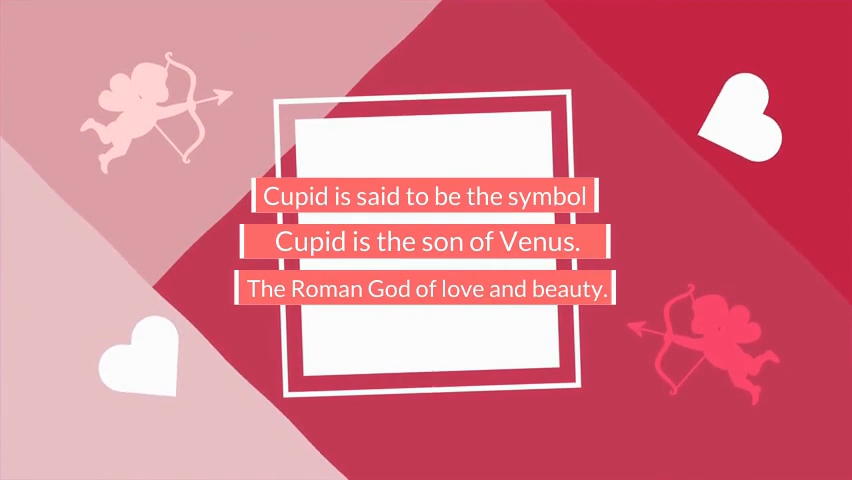 Cupid is said to be the symbol
Cupid is the son of Venus.
The Roman God of love and beauty.